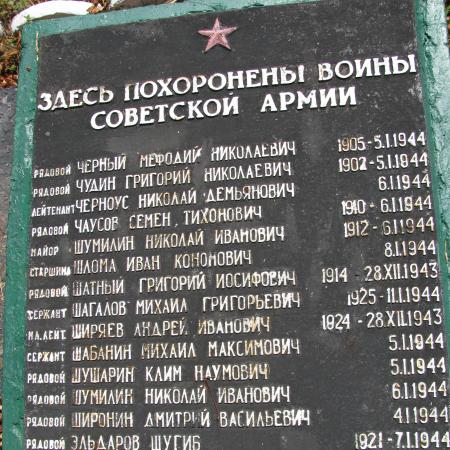 ЗДЕСЬ ПОХОРОНЕНЫ ВОИНЫ
СОВЕТСКОЙ АРМИИ
РЯДОВОЙ ЧЕРНЫЙ МЕФОДИЙ НИКОЛАЕВИЧ 1905-5.I.1944
РЯДОВОЙ ЧУДИН ГРИГОРИЙ НИКОЛАЕВИЧ 1902-5.I.1944
ЛЕЙТЕНАНТ ЧЕРНОУС НИКОЛАЙ ДЕМЬЯНОВИЧ 6.I.1944
РЯДОВОЙ ЧАУСОВ СЕМЕН ТИХОНОВИЧ 1910-6.I.1944
МАЙОР ШУМИЛИН НИКОЛАЙ ИВАНОВИЧ 1912-6.I.1944
СТАРШИНА ШЛОМА ИВАН КОНОНОВИЧ 8.I.1944
РЯДОВОЙ ШАТНЫЙ ГРИГОРИЙ ИОСИФОВИЧ 1914-28.XII.1943
СЕРЖАНТ ШАГАЛОВ МИХАИЛ ГРИГОРЬЕВИЧ 1925-11.I.1944
МЛ.ЛЕЙТ. ШИРЯЕВ АНДРЕЙ ИВАНОВИЧ 1924-28.XII.1943
СЕРЖАНТ ШАБАНИН МИХАИЛ МАКСИМОВИЧ 5.I.1944
РЯДОВОЙ ШУШАРИН КЛИМ НАУМОВИЧ 5.I.1944
РЯДОВОЙ ШУМИЛИН НИКОЛАЙ ИВАНОВИЧ 6.I.1944
РЯДОВОЙ ШИРОНИН ДМИТРИЙ ВАСИЛЬЕВИЧ 4.I.1944
РЯДОВОЙ ЭЛЬДАРОВ ШУГИБ 1921-7.I.1944